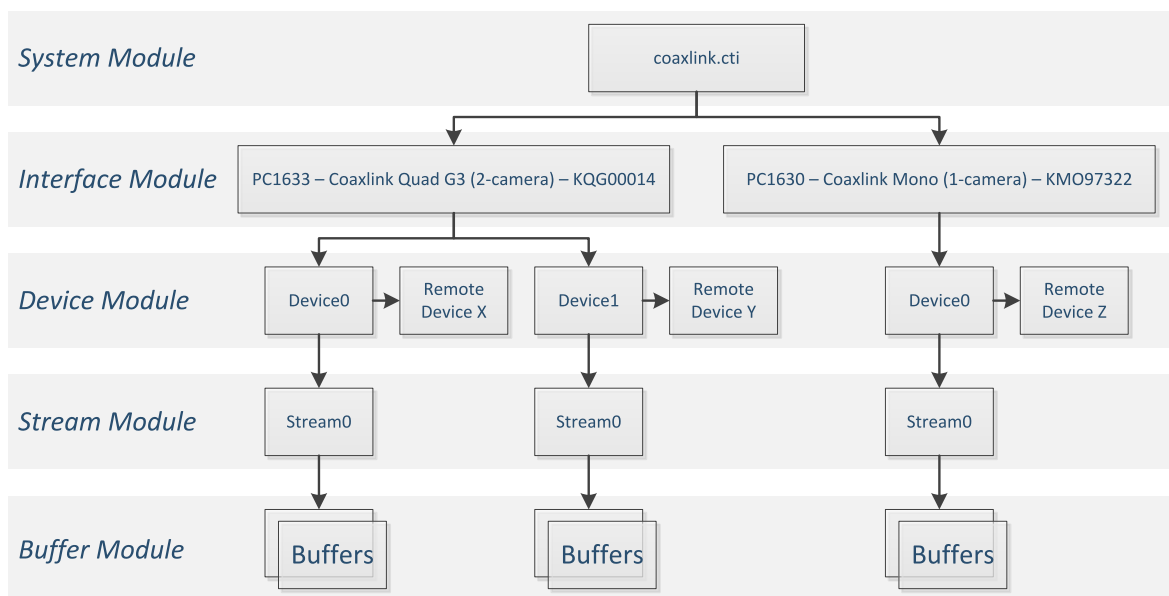 System Module
coaxlink.cti
Interface Module
PC1633 – Coaxlink Quad G3 (2-camera) – KQG00014
PC1630 – Coaxlink Mono (1-camera) – KMO97322
Device Module
Device0
Remote
Device X
Device1
Remote
Device Y
Device0
Remote
Device Z
Stream Module
Stream0
Stream0
Stream0
Buffer Module
Buffers
Buffers
Buffers